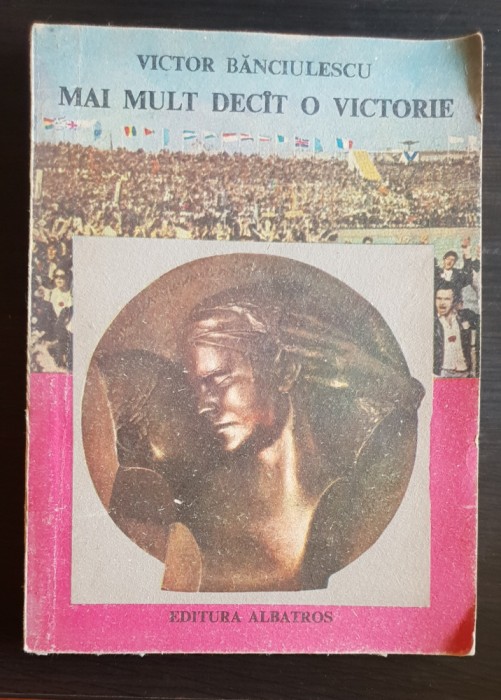 VICTOR BĂNCIULESCU
MAI MULT DECÎT O VICTORIE
EDITURA ALBATROS